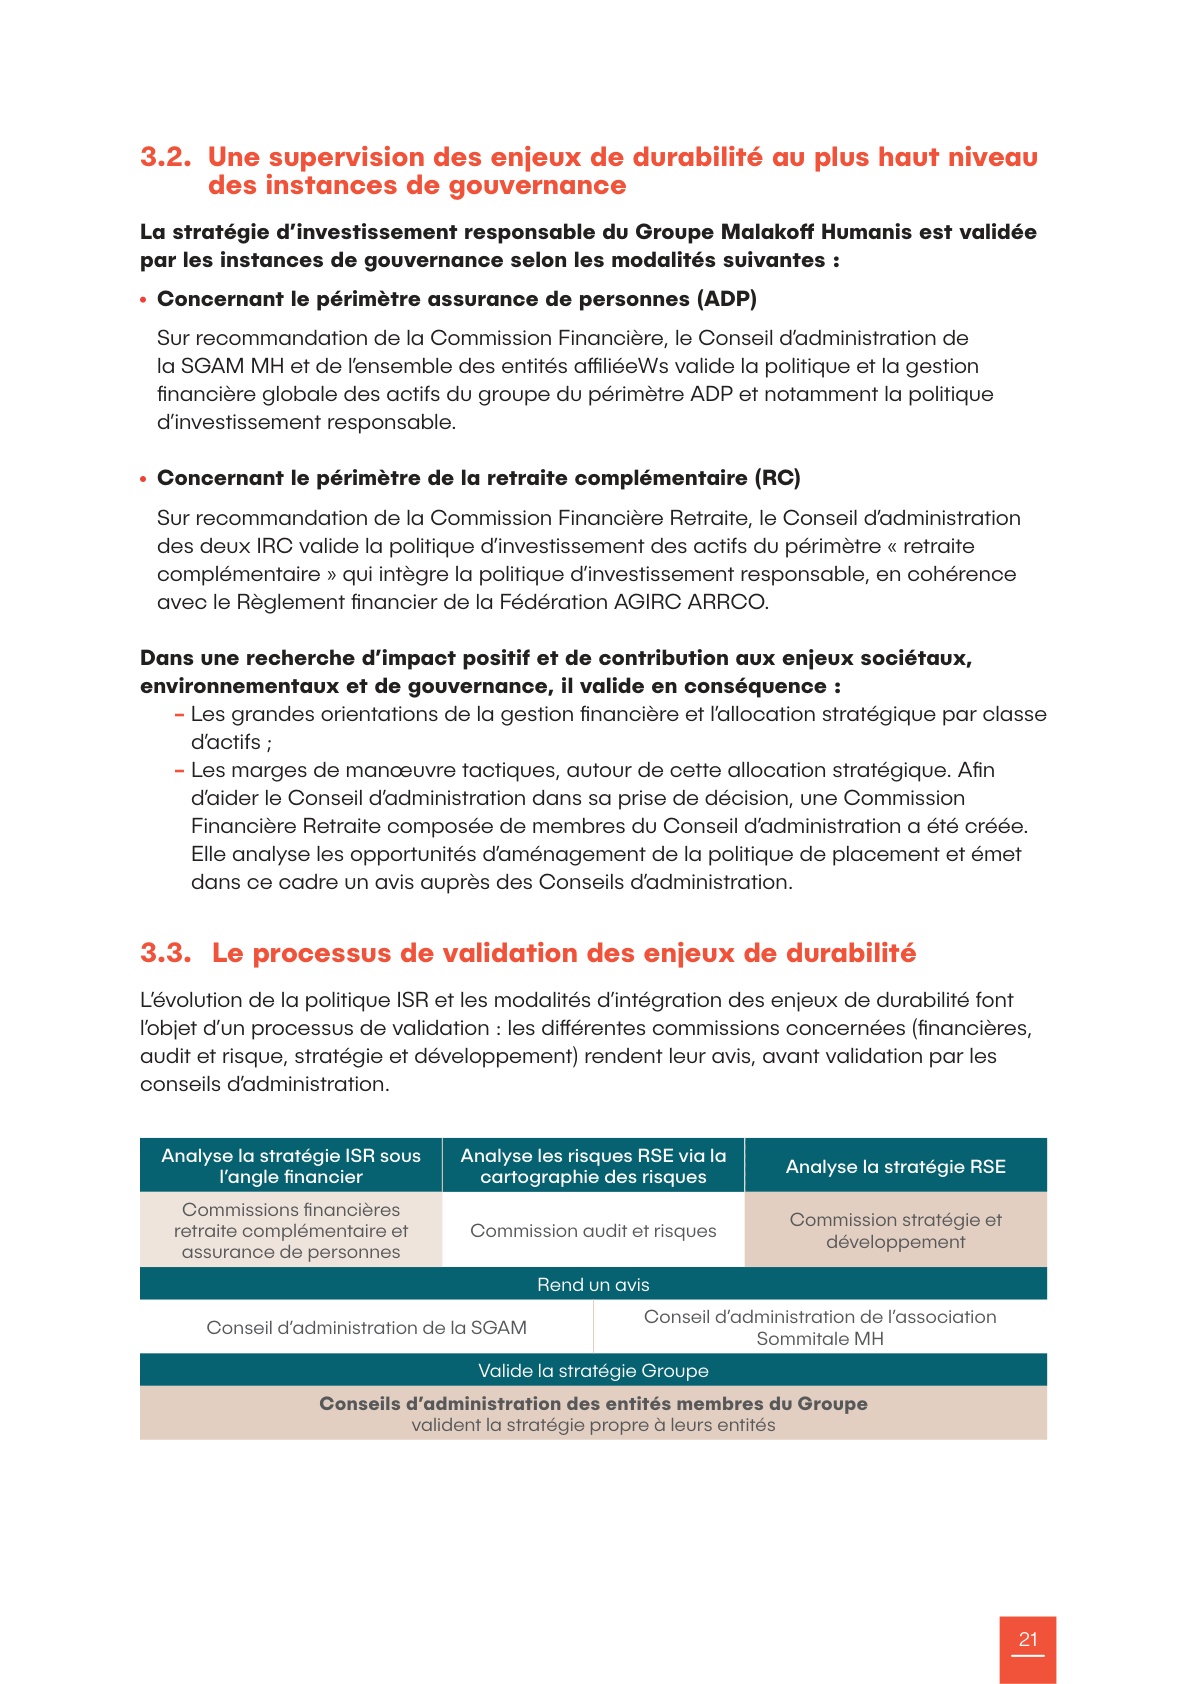 3.2. Une supervision des enjeux de durabilité au plus haut niveau
des instances de gouvernance
La stratégie d’investissement responsable du Groupe Malakoff Humanis est validée
par les instances de gouvernance selon les modalités suivantes :
• Concernant le périmètre assurance de personnes (ADP)
Sur recommandation de la Commission Financière, le Conseil d’administration de
la SGAM MH et de l’ensemble des entités affiliéeWs valide la politique et la gestion
financière globale des actifs du groupe du périmètre ADP et notamment la politique
d’investissement responsable.
• Concernant le périmètre de la retraite complémentaire (RC)
Sur recommandation de la Commission Financière Retraite, le Conseil d’administration
des deux IRC valide la politique d’investissement des actifs du périmètre « retraite
complémentaire » qui intègre la politique d’investissement responsable, en cohérence
avec le Règlement financier de la Fédération AGIRC ARRCO.
Dans une recherche d’impact positif et de contribution aux enjeux sociétaux,
environnementaux et de gouvernance, il valide en conséquence :
– Les grandes orientations de la gestion financière et l’allocation stratégique par classe
d’actifs ;
– Les marges de manœuvre tactiques, autour de cette allocation stratégique. Afin
d’aider le Conseil d’administration dans sa prise de décision, une Commission
Financière Retraite composée de membres du Conseil d’administration a été créée.
Elle analyse les opportunités d’aménagement de la politique de placement et émet
dans ce cadre un avis auprès des Conseils d’administration.
3.3. Le processus de validation des enjeux de durabilité
L’évolution de la politique ISR et les modalités d’intégration des enjeux de durabilité font
l’objet d’un processus de validation : les différentes commissions concernées (financières,
audit et risque, stratégie et développement) rendent leur avis, avant validation par les
conseils d’administration.
Analyse la stratégie ISR sous
l’angle financier
Analyse les risques RSE via la
cartographie des risques
Analyse la stratégie RSE
Commissions financières
retraite complémentaire et
assurance de personnes
Commission audit et risques
Commission stratégie et
développement
Rend un avis
Conseil d’administration de la SGAM
Conseil d’administration de l’association
Sommitale MH
Valide la stratégie Groupe
Conseils d’administration des entités membres du Groupe
valident la stratégie propre à leurs entités
21